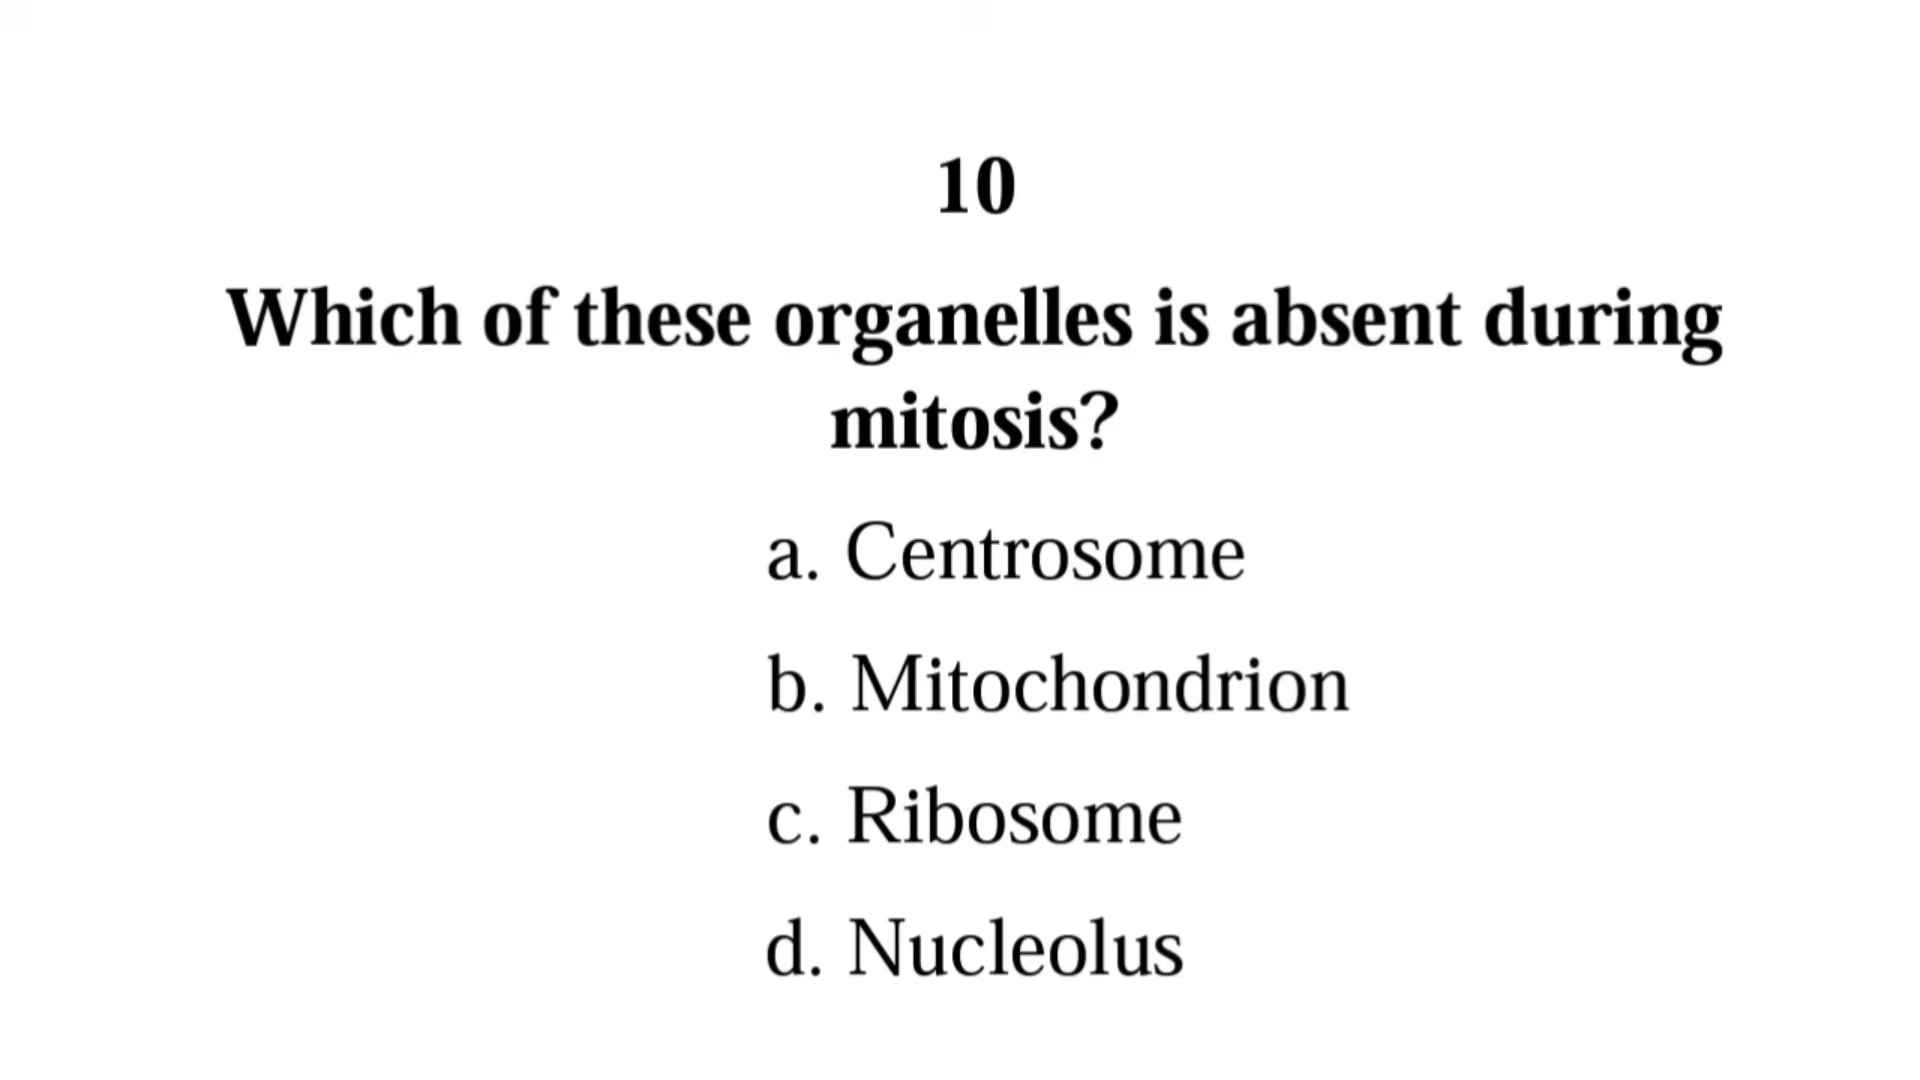 10
Which of these organelles is absent during
mitosis?
a. Centrosome
b. Mitochondrion
c. Ribosome
d. Nucleolus